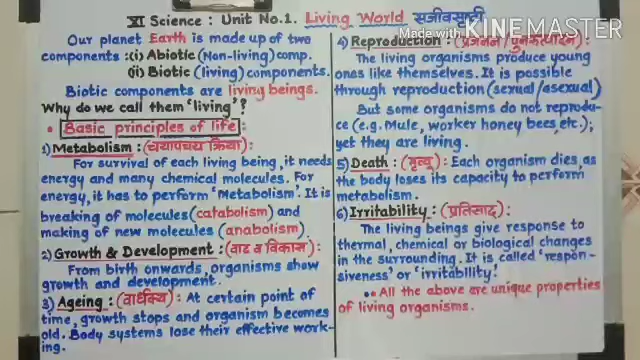 XI Science : Unit No.1. Living World सजीवसृष्टी
Made with KINEMASTER
Our planet Earth is made up of two
components : (i) Abiotic (Non-living) comp.
(ii) Biotic (living) components.
Biotic components are living beings.
Why do we call them 'living'?
• Basic principles of life :
1) Metabolism : (चयापचय क्रिया) :
For survival of each living being, it needs
energy and many chemical molecules. For
energy, it has to perform 'Metabolism'. It is
breaking of molecules (catabolism) and
making of new molecules (anabolism).
2) Growth & Development : (वाढ व विकास) :
From birth onwards, organisms show
growth and development.
3) Ageing : (वार्धक्य) : At certain point of
time, growth stops and organism becomes
old. Body systems lose their effective work-
ing.
4) Reproduction : (प्रजनन / पुनरुत्पादन) :
The living organisms produce young
ones like themselves. It is possible
through reproduction (sexual/asexual)
But some organisms do not reprodu-
ce (e.g. Mule, worker honey bees, etc.) ;
yet they are living.
5) Death : (मृत्यू) : Each organism dies, as
the body loses its capacity to perform
metabolism.
6) Irritability : (प्रतिसाद) :
The living beings give response to
thermal, chemical or biological changes
in the surrounding. It is called 'respon-
siveness' or 'irritability'.
•• All the above are unique properties
of living organisms.